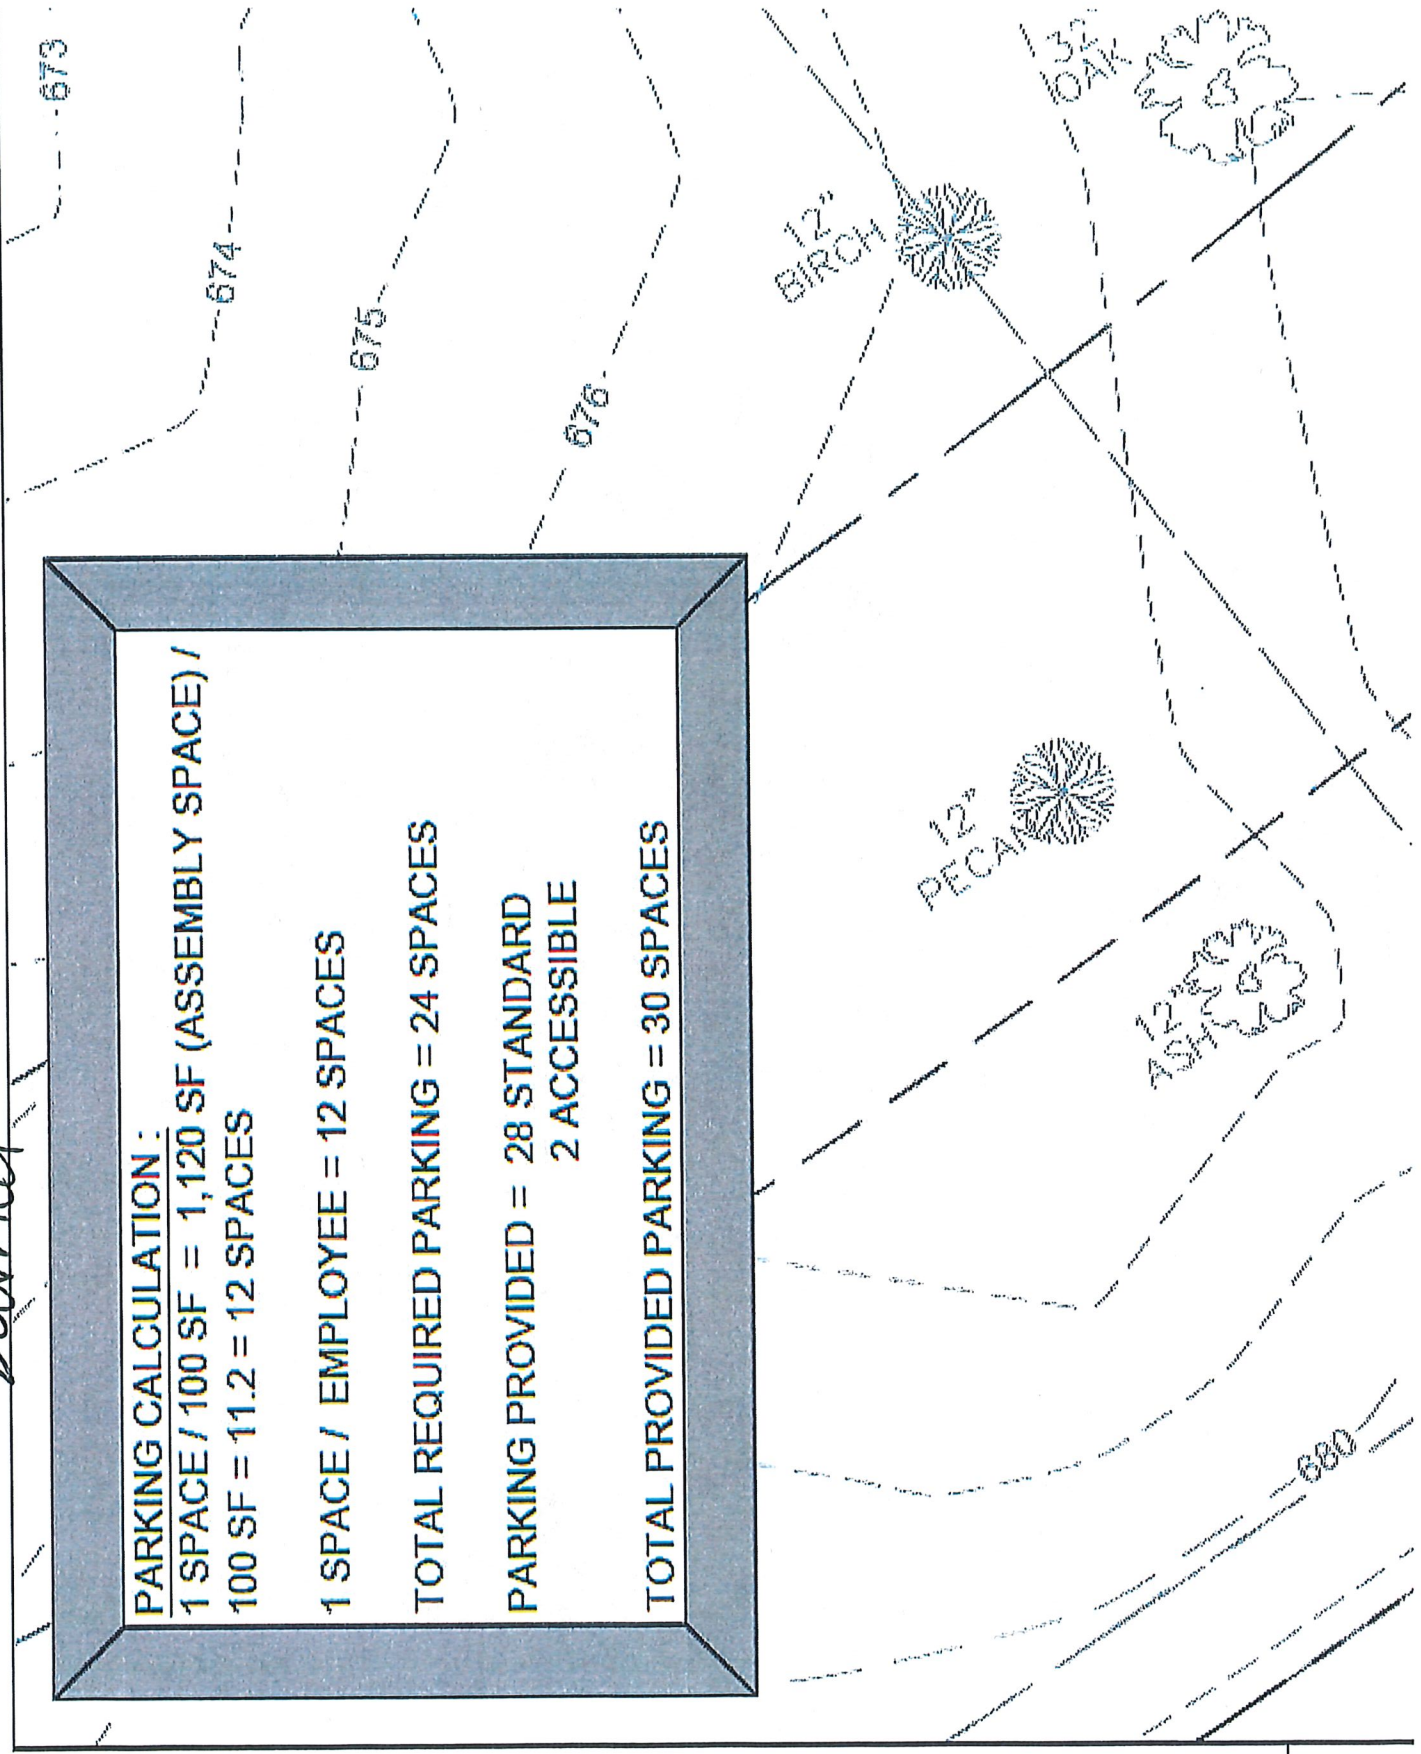 PARKING CALCULATION :
1 SPACE / 100 SF = 1,120 SF (ASSEMBLY SPACE) /
100 SF = 11.2 = 12 SPACES
1 SPACE / EMPLOYEE = 12 SPACES
TOTAL REQUIRED PARKING = 24 SPACES
PARKING PROVIDED = 28 STANDARD
2 ACCESSIBLE
TOTAL PROVIDED PARKING = 30 SPACES
673
674
675
676
12"
BIRCH
32"
OAK
12"
PECAN
12"
ASH
680